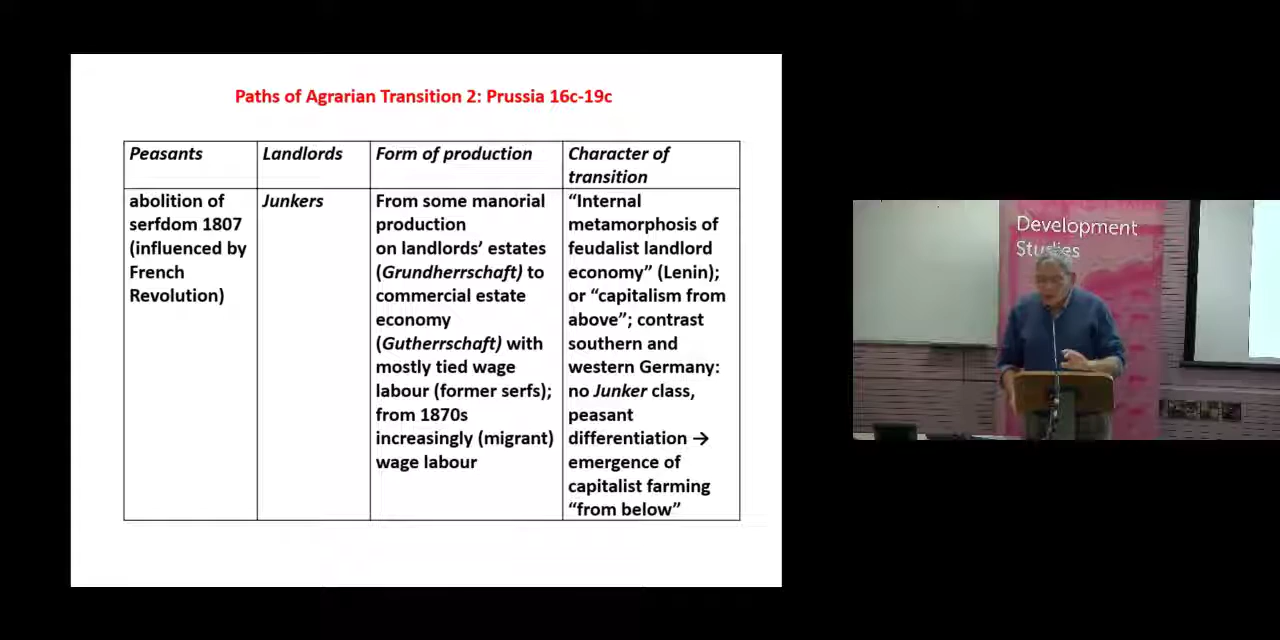 Paths of Agrarian Transition 2: Prussia 16c-19c
Peasants
Landlords
Form of production
Character of
transition
abolition of
serfdom 1807
(influenced by
French
Revolution)
Junkers
From some manorial
production
on landlords’ estates
(Grundherrschaft) to
commercial estate
economy
(Gutherrschaft) with
mostly tied wage
labour (former serfs);
from 1870s
increasingly (migrant)
wage labour
“Internal
metamorphosis of
feudalist landlord
economy” (Lenin);
or “capitalism from
above”; contrast
southern and
western Germany:
no Junker class,
peasant
differentiation →
emergence of
capitalist farming
“from below”
Development
Studies